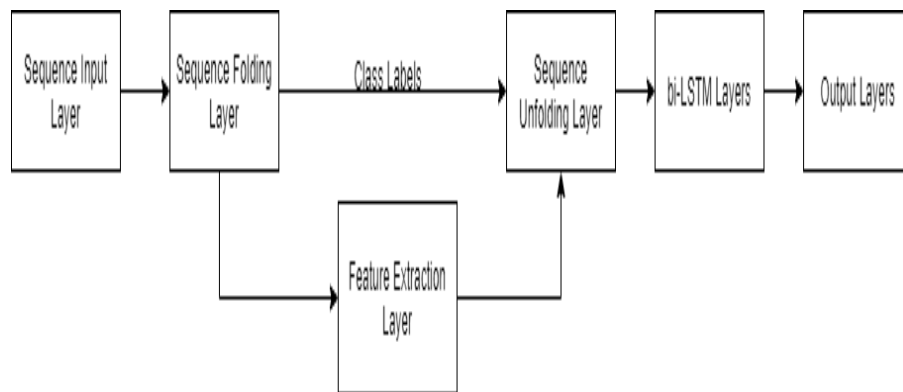 Sequence Input
Layer
Sequence Folding
Layer
Class Labels
Sequence
Unfolding Layer
bi-LSTM Layers
Output Layers
Feature Extraction
Layer